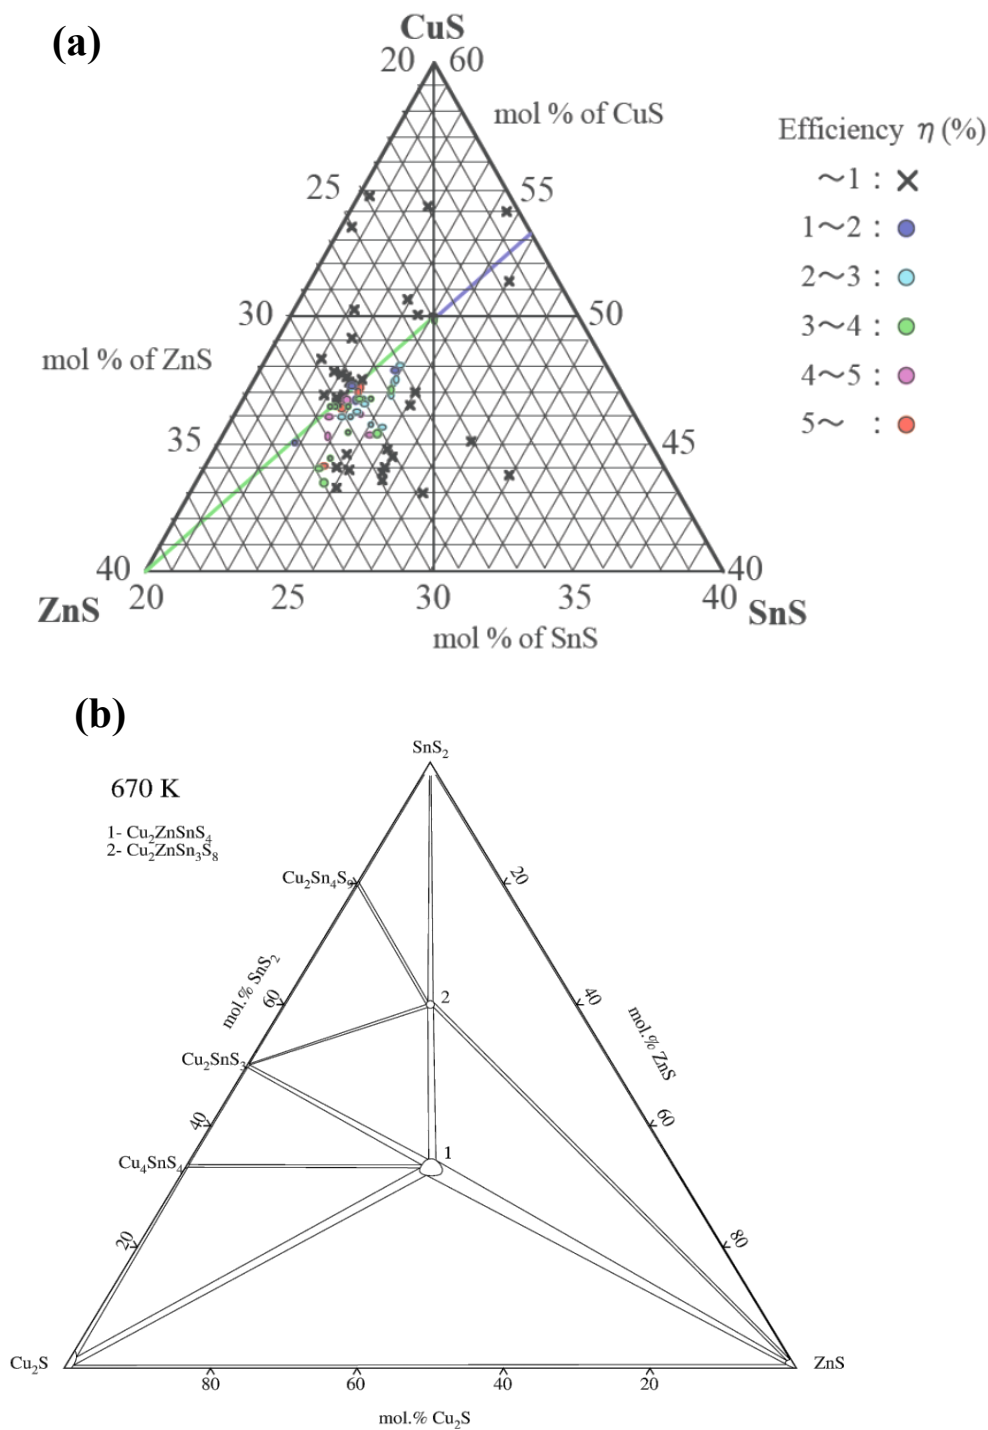 (a)
CuS
20 60
mol % of CuS
Efficiency η (%)
～1 :
1～2 :
2～3 :
3～4 :
4～5 :
5～ :
25 55
30 50
mol % of ZnS
35 45
40 40
ZnS 20 25 30 35 40 SnS
mol % of SnS
(b)
SnS2
670 K
1- Cu2ZnSnS4
2- Cu2ZnSn3S8
Cu2Sn4S9
20
mol.% SnS2
60
2
40
mol.% ZnS
Cu2SnS3
40
60
Cu4SnS4
1
20
80
Cu2S
ZnS
80 60 40 20
mol.% Cu2S